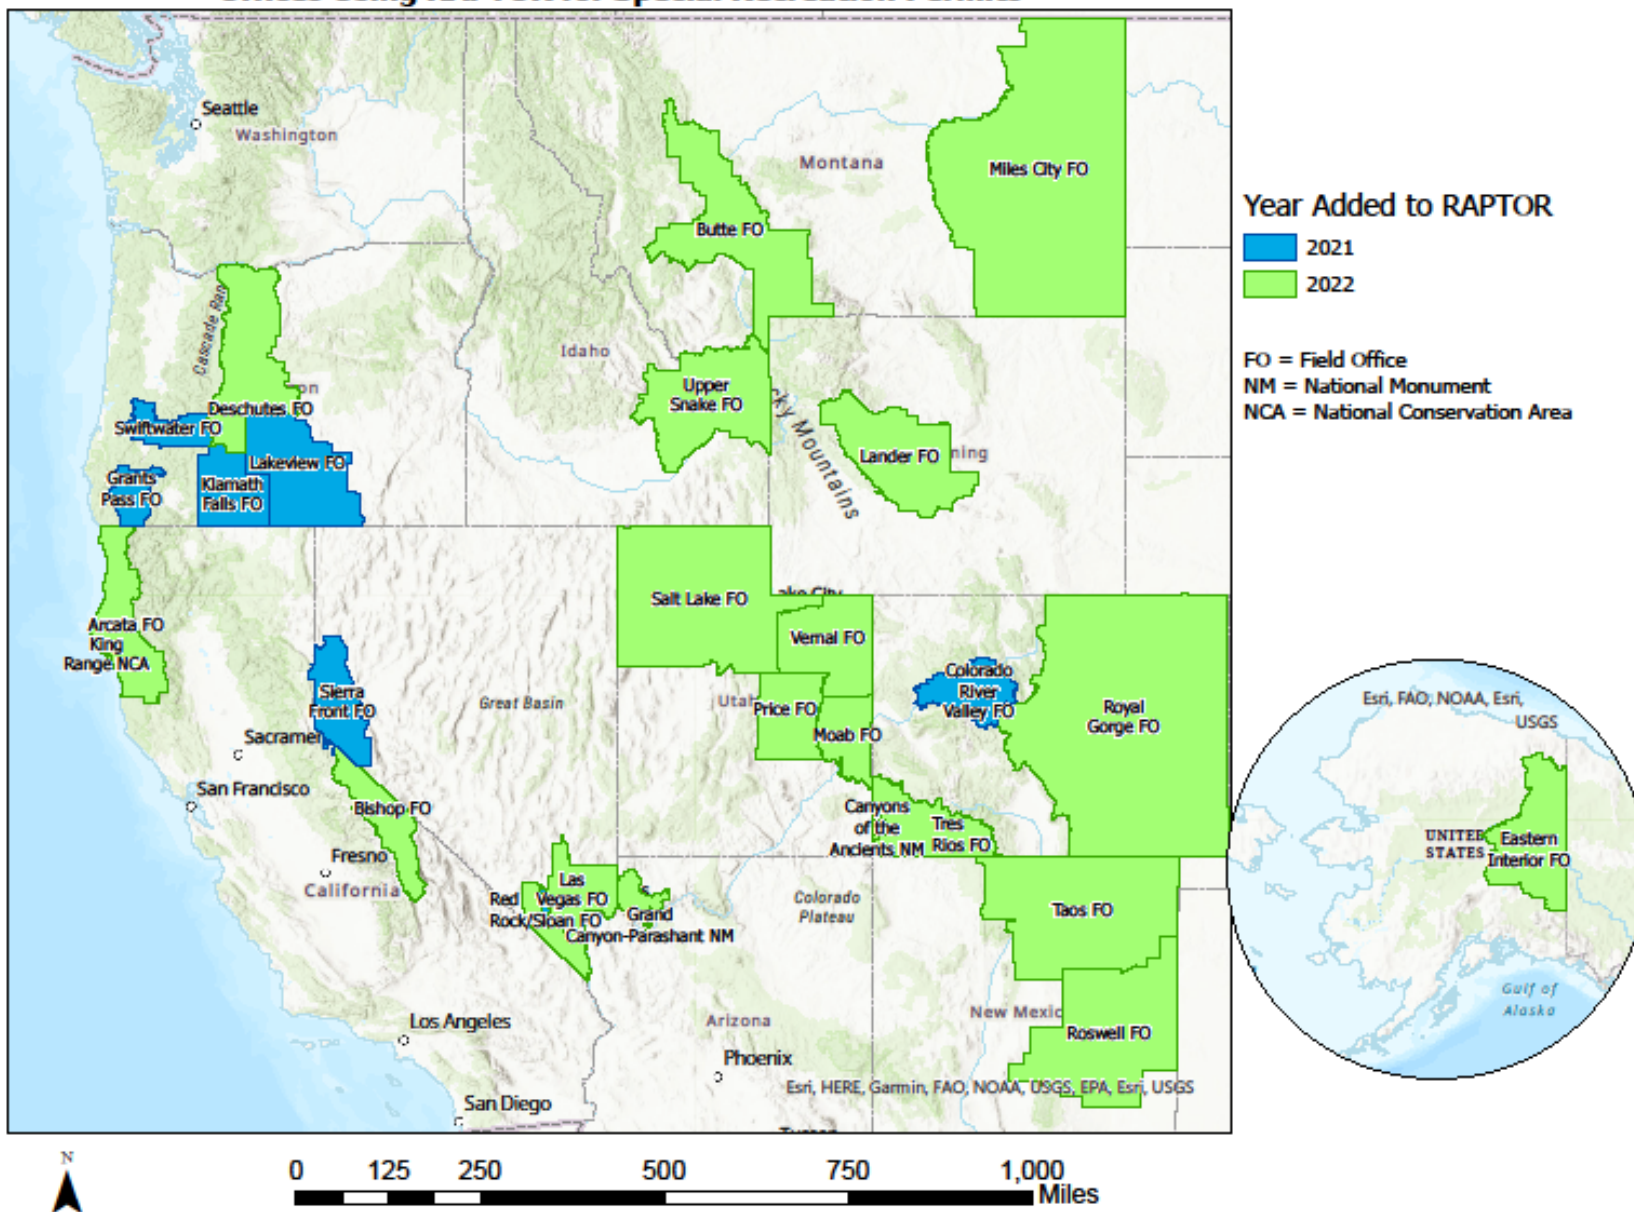 Seattle
Washington
Montana
Miles City FO
Butte FO
Cascade Ran
Idaho
Upper
Snake FO
cky Mountains
Lander FO
ning
on
Deschutes FO
Swiftwater FO
Lakeview FO
Klamath
Falls FO
Grants
Pass FO
Arcata FO
King
Range NCA
Salt Lake FO
Vernal FO
Utah
Price FO
Moab FO
Great Basin
Sierra
Front FO
Sacramen
San Francisco
Bishop FO
Fresno
California
Colorado
River
Valley FO
Royal
Gorge FO
Canyons
of the
Ancients NM
Tres
Rios FO
Las
Vegas FO
Red
Rock/Sloan FO
s
Grand
Canyon-Parashant NM
Colorado
Plateau
Taos FO
New Mexic
Roswell FO
Arizona
Phoenix
Los Angeles
San Diego
Esri, HERE, Garmin, FAO, NOAA, USGS, EPA, Esri, USGS
Year Added to RAPTOR
2021
2022
FO = Field Office
NM = National Monument
NCA = National Conservation Area
Esri, FAO, NOAA, Esri,
USGS
UNITED
STATES
Eastern
Interior FO
Gulf of
Alaska
N
0 125 250 500 750 1,000
Miles